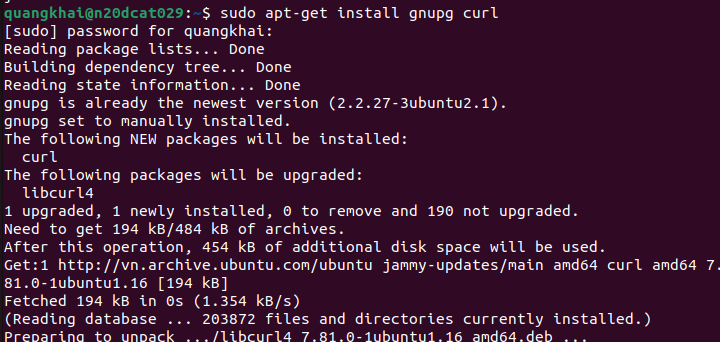 quangkhai@n20dcat029:~$ sudo apt-get install gnupg curl
[sudo] password for quangkhai:
Reading package lists... Done
Building dependency tree... Done
Reading state information... Done
gnupg is already the newest version (2.2.27-3ubuntu2.1).
gnupg set to manually installed.
The following NEW packages will be installed:
  curl
The following packages will be upgraded:
  libcurl4
1 upgraded, 1 newly installed, 0 to remove and 190 not upgraded.
Need to get 194 kB/484 kB of archives.
After this operation, 454 kB of additional disk space will be used.
Get:1 http://vn.archive.ubuntu.com/ubuntu jammy-updates/main amd64 curl amd64 7.
81.0-1ubuntu1.16 [194 kB]
Fetched 194 kB in 0s (1.354 kB/s)
(Reading database ... 203872 files and directories currently installed.)
Preparing to unpack .../libcurl4_7.81.0-1ubuntu1.16_amd64.deb ...